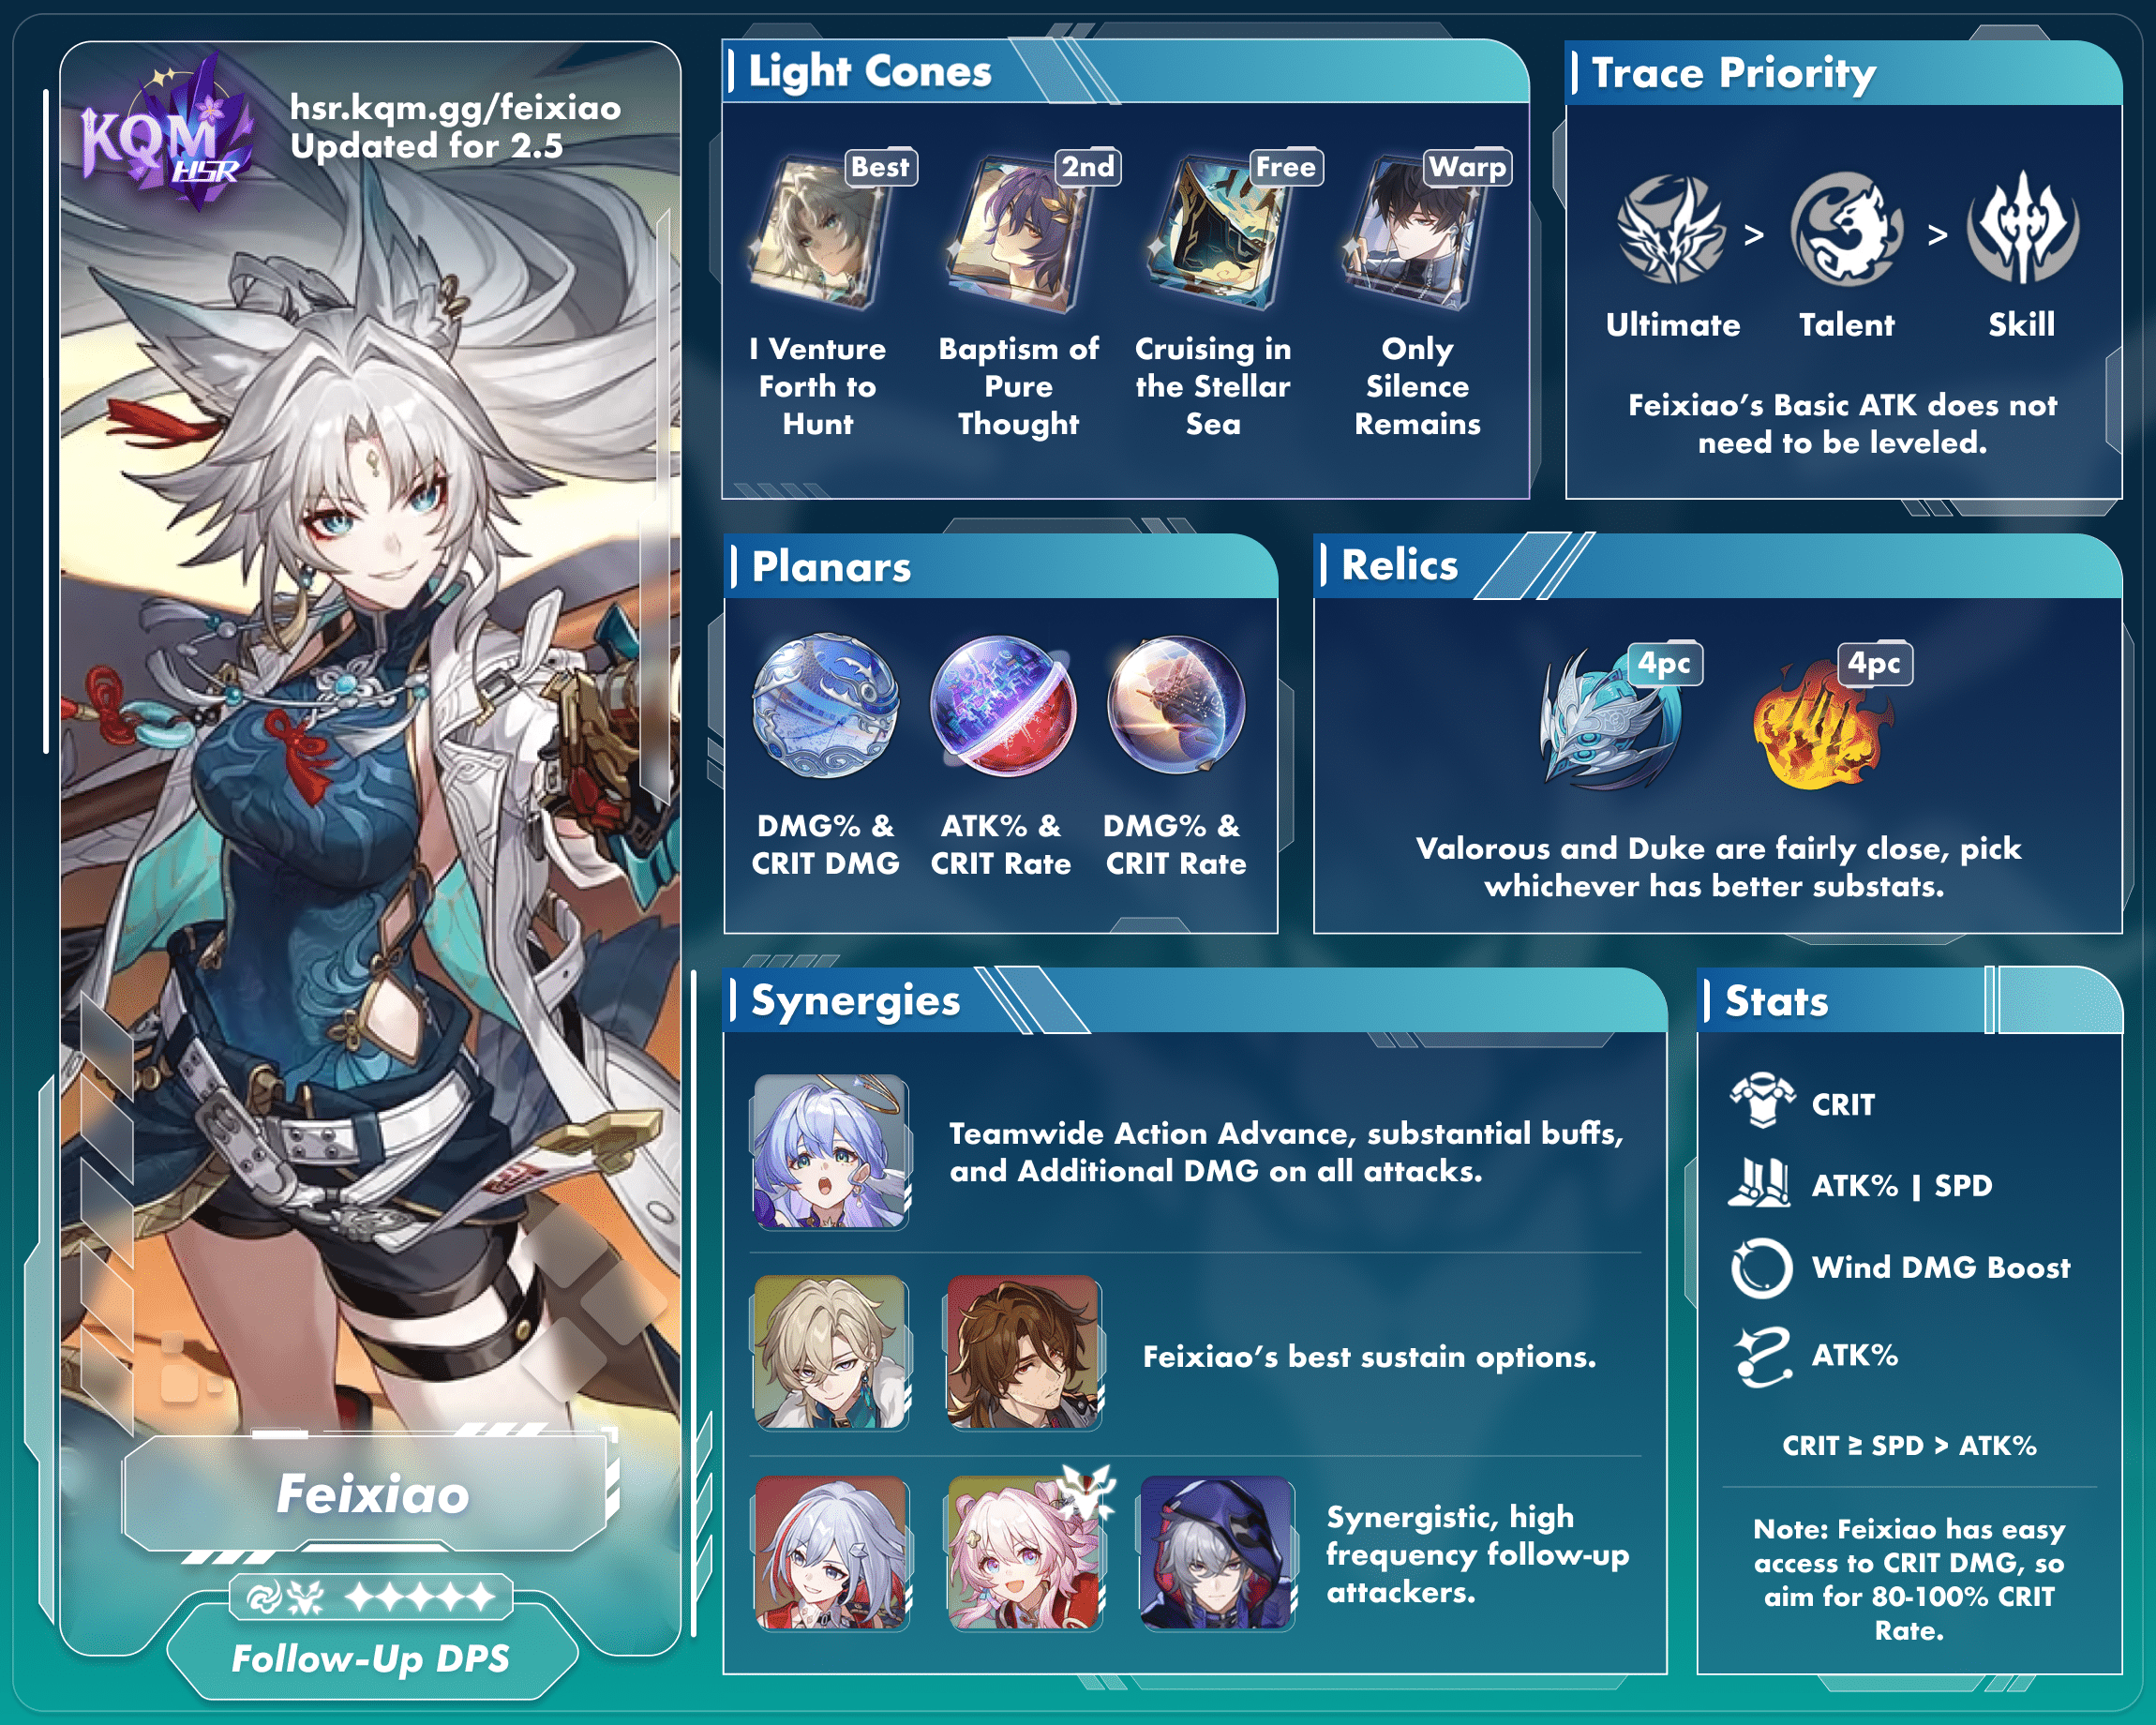 KQM
HSR
hsr.kqm.gg/feixiao
Updated for 2.5
Feixiao
Follow-Up DPS
Light Cones
Best
2nd
Free
Warp
I Venture
Forth to
Hunt
Baptism of
Pure
Thought
Cruising in
the Stellar
Sea
Only
Silence
Remains
Trace Priority
Ultimate
>
Talent
>
Skill
Feixiao's Basic ATK does not
need to be leveled.
Planars
DMG% &
CRIT DMG
ATK% &
CRIT Rate
DMG% &
CRIT Rate
Relics
4pc
4pc
Valorous and Duke are fairly close, pick
whichever has better substats.
Synergies
Teamwide Action Advance, substantial buffs,
and Additional DMG on all attacks.
Feixiao's best sustain options.
Synergistic, high
frequency follow-up
attackers.
Stats
CRIT
ATK% | SPD
Wind DMG Boost
ATK%
CRIT ≥ SPD > ATK%
Note: Feixiao has easy
access to CRIT DMG, so
aim for 80-100% CRIT
Rate.